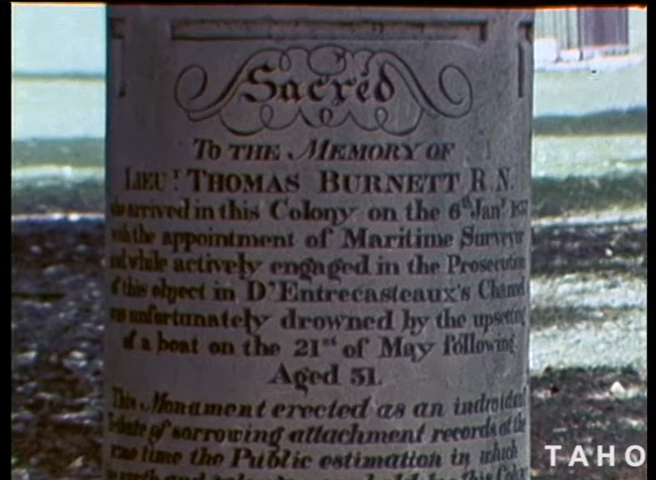 Sacred
TO THE MEMORY OF
LIEUT. THOMAS BURNETT R.N.
arrived in this Colony on the 6th Jany. 1837
the appointment of Maritime Surveyor
while actively engaged in the Prosecution
this object in D'Entrecasteaux's Channel
unfortunately drowned by the upsetting
of a boat on the 21st of May following
Aged 31.
This Monument erected as an individual
of sorrowing attachment records at the
time the Public estimation in which
TAHO